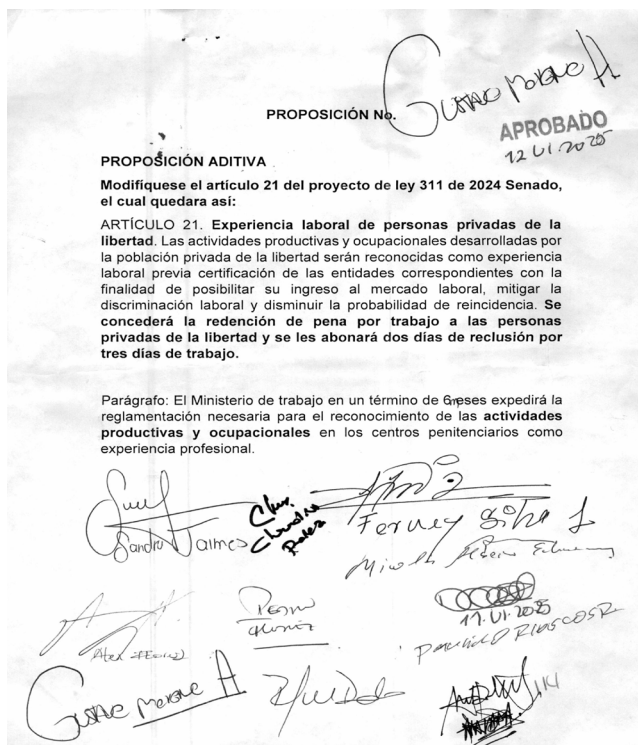 PROPOSICIÓN No.
Gustavo Moreno A
APROBADO
12 VI. 2025
PROPOSICIÓN ADITIVA
Modifíquese el artículo 21 del proyecto de ley 311 de 2024 Senado,
el cual quedara así:
ARTÍCULO 21. Experiencia laboral de personas privadas de la
libertad. Las actividades productivas y ocupacionales desarrolladas por
la población privada de la libertad serán reconocidas como experiencia
laboral previa certificación de las entidades correspondientes con la
finalidad de posibilitar su ingreso al mercado laboral, mitigar la
discriminación laboral y disminuir la probabilidad de reincidencia. Se
concederá la redención de pena por trabajo a las personas
privadas de la libertad y se les abonará dos días de reclusión por
tres días de trabajo.
Parágrafo: El Ministerio de trabajo en un término de 6 meses expedirá la
reglamentación necesaria para el reconocimiento de las actividades
productivas y ocupacionales en los centros penitenciarios como
experiencia profesional.
Sandra Jaimes
Ferney Silva I
Alex Florez
Pedro
Florez
11.VI.2025
Gustavo Moreno A